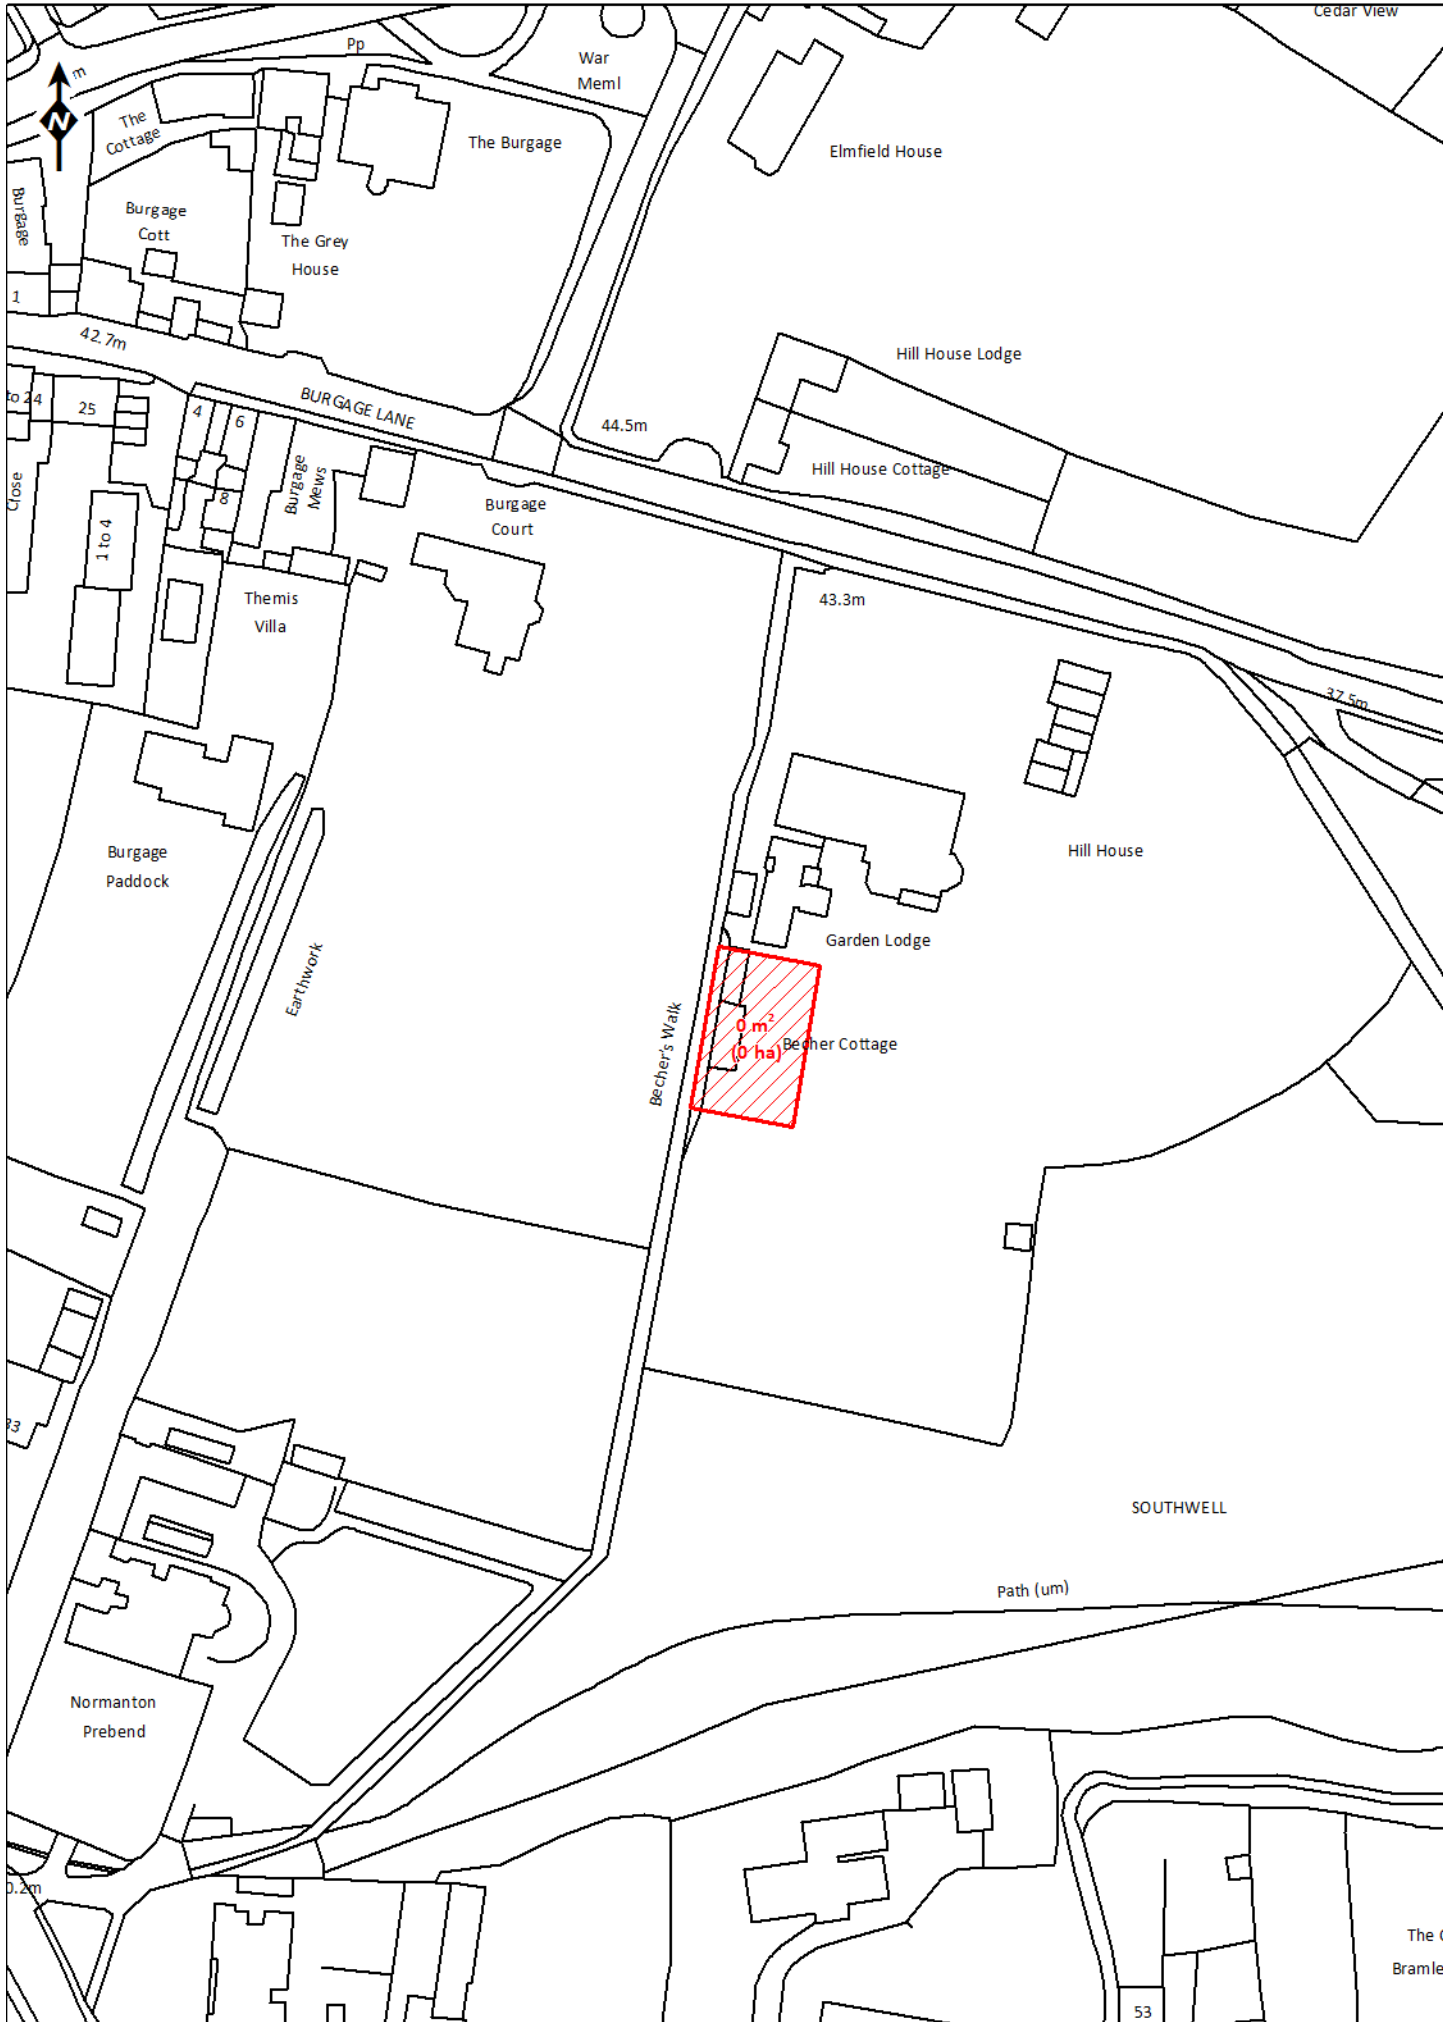 Cedar View
Pp
War
Meml
m
N
The
Cottage
The Burgage
Elmfield House
Burgage
Burgage
Cott
The Grey
House
1
42.7m
Hill House Lodge
to 24
25
4
6
BURGAGE LANE
44.5m
Hill House Cottage
Close
8
Burgage
Mews
Burgage
Court
1 to 4
Themis
Villa
43.3m
37.5m
Burgage
Paddock
Hill House
Earthwork
Garden Lodge
Becher's Walk
0 m²
(0 ha)
Becher Cottage
33
SOUTHWELL
Path (um)
Normanton
Prebend
0.2m
The
Bramle
53